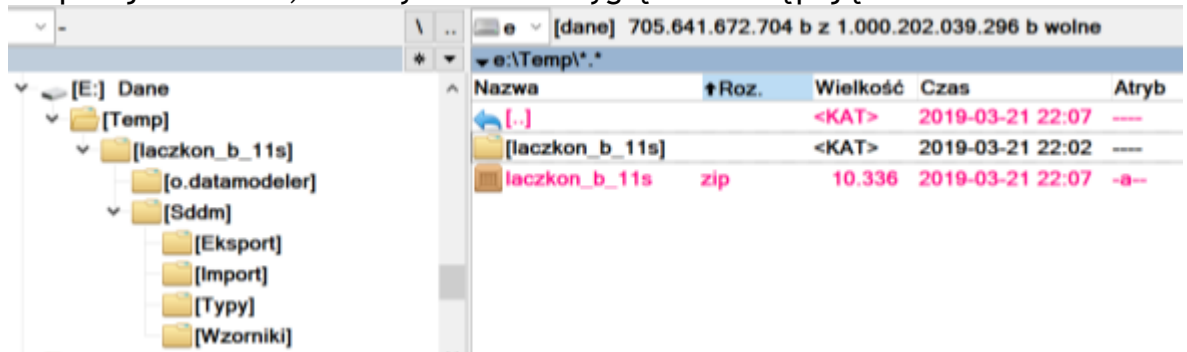 - \ .. e [dane] 705.641.672.704 b z 1.000.202.039.296 b wolne
* e:\Temp\*.*
[E:] Dane
[Temp]
[laczkon_b_11s]
[o.datamodeler]
[Sddm]
[Eksport]
[Import]
[Typy]
[Wzorniki]
Nazwa Roz. Wielkość Czas Atryb
[..] <KAT> 2019-03-21 22:07 ----
[laczkon_b_11s] <KAT> 2019-03-21 22:02 ----
laczkon_b_11s zip 10.336 2019-03-21 22:07 -a--